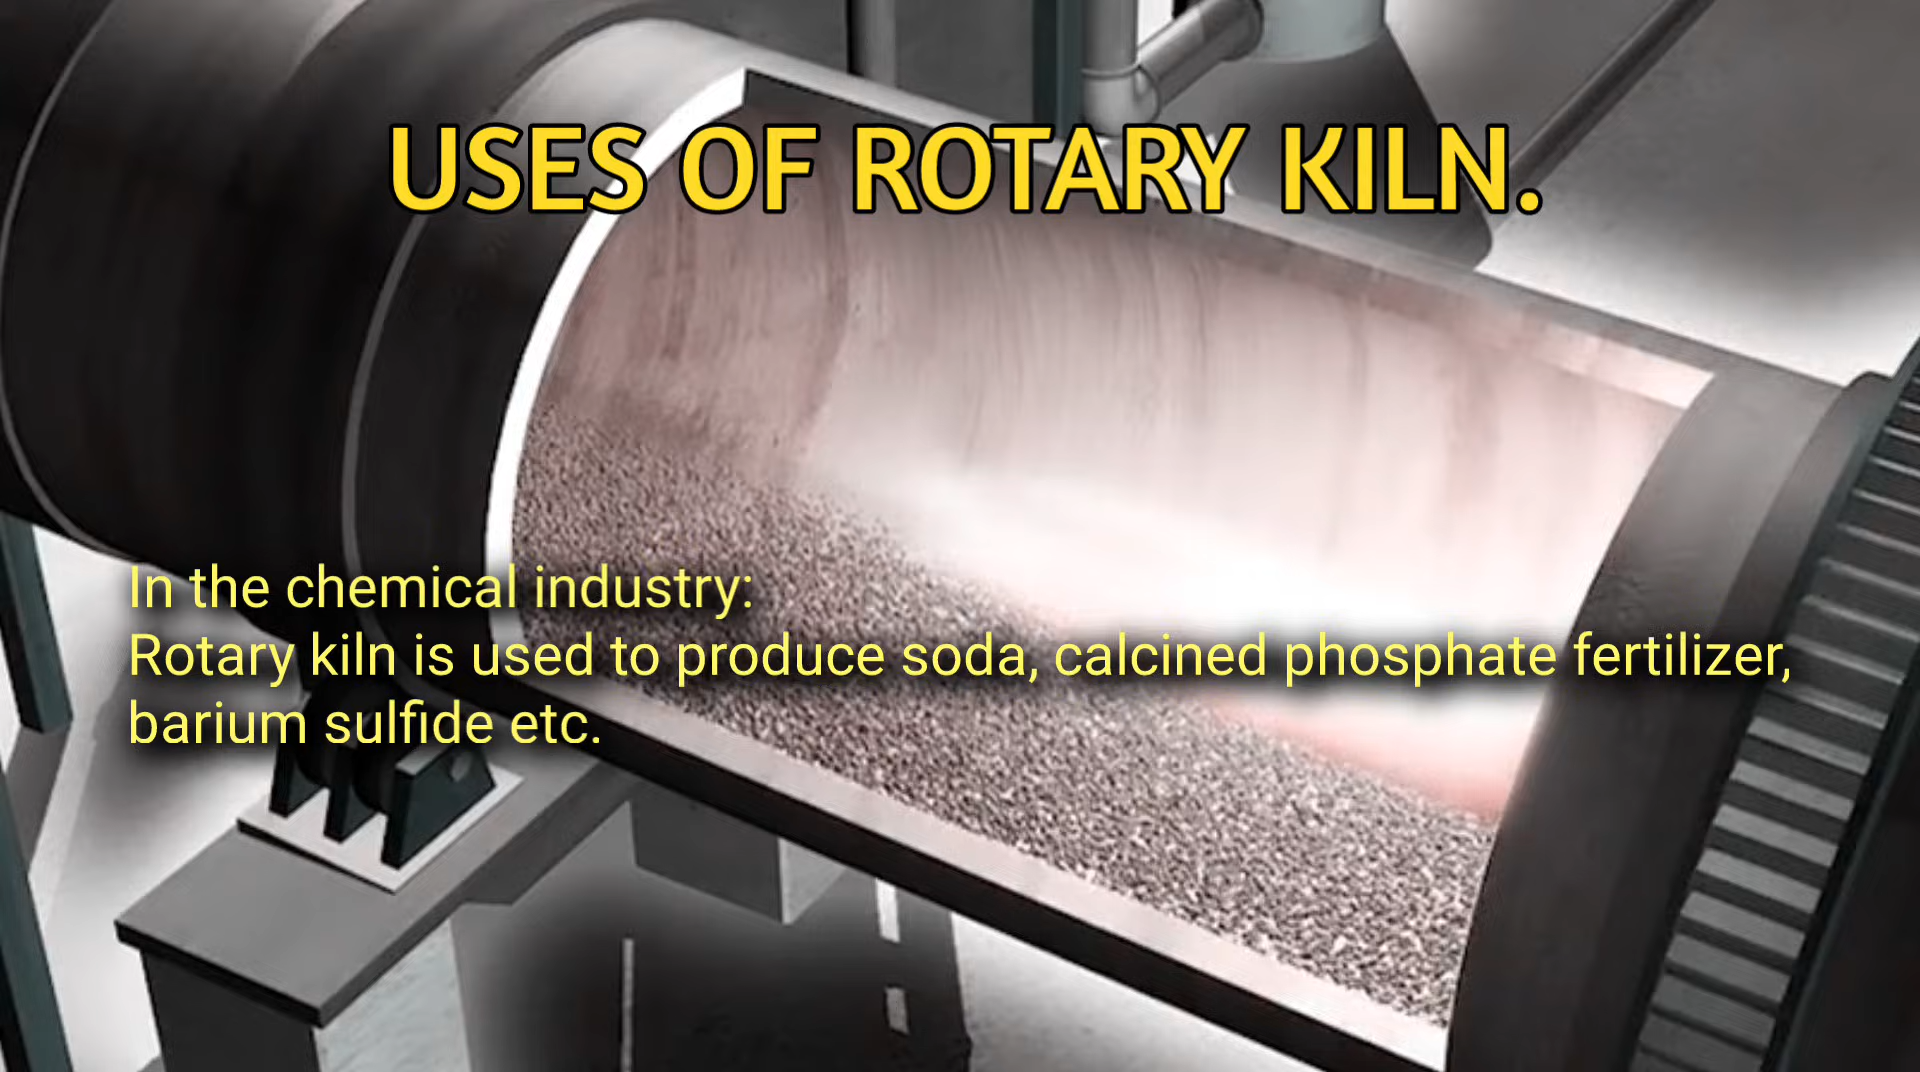 USES OF ROTARY KILN.
In the chemical industry:
Rotary kiln is used to produce soda, calcined phosphate fertilizer,
barium sulfide etc.